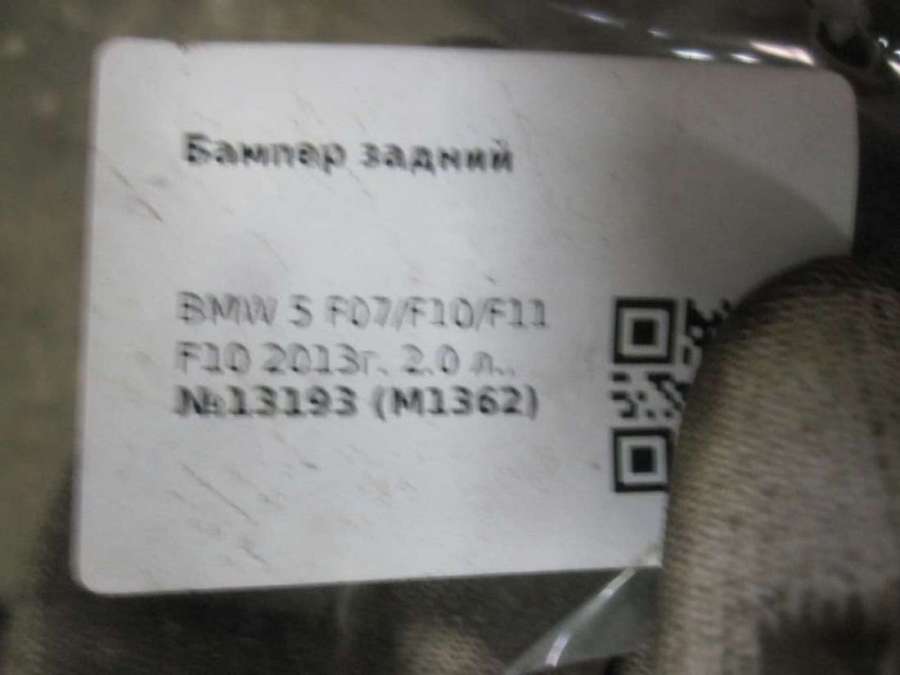 Бампер задний
BMW 5 F07/F10/F11
F10 2013г. 2.0 л..
№13193 (M1362)